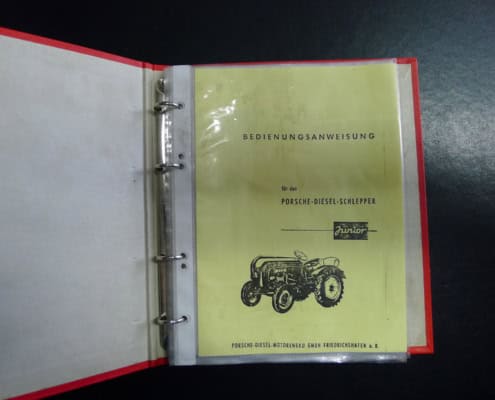 BEDIENUNGSANWEISUNG
für den
PORSCHE-DIESEL-SCHLEPPER
Junior
PORSCHE-DIESEL-MOTORENBAU GMBH FRIEDRICHSHAFEN a. B.